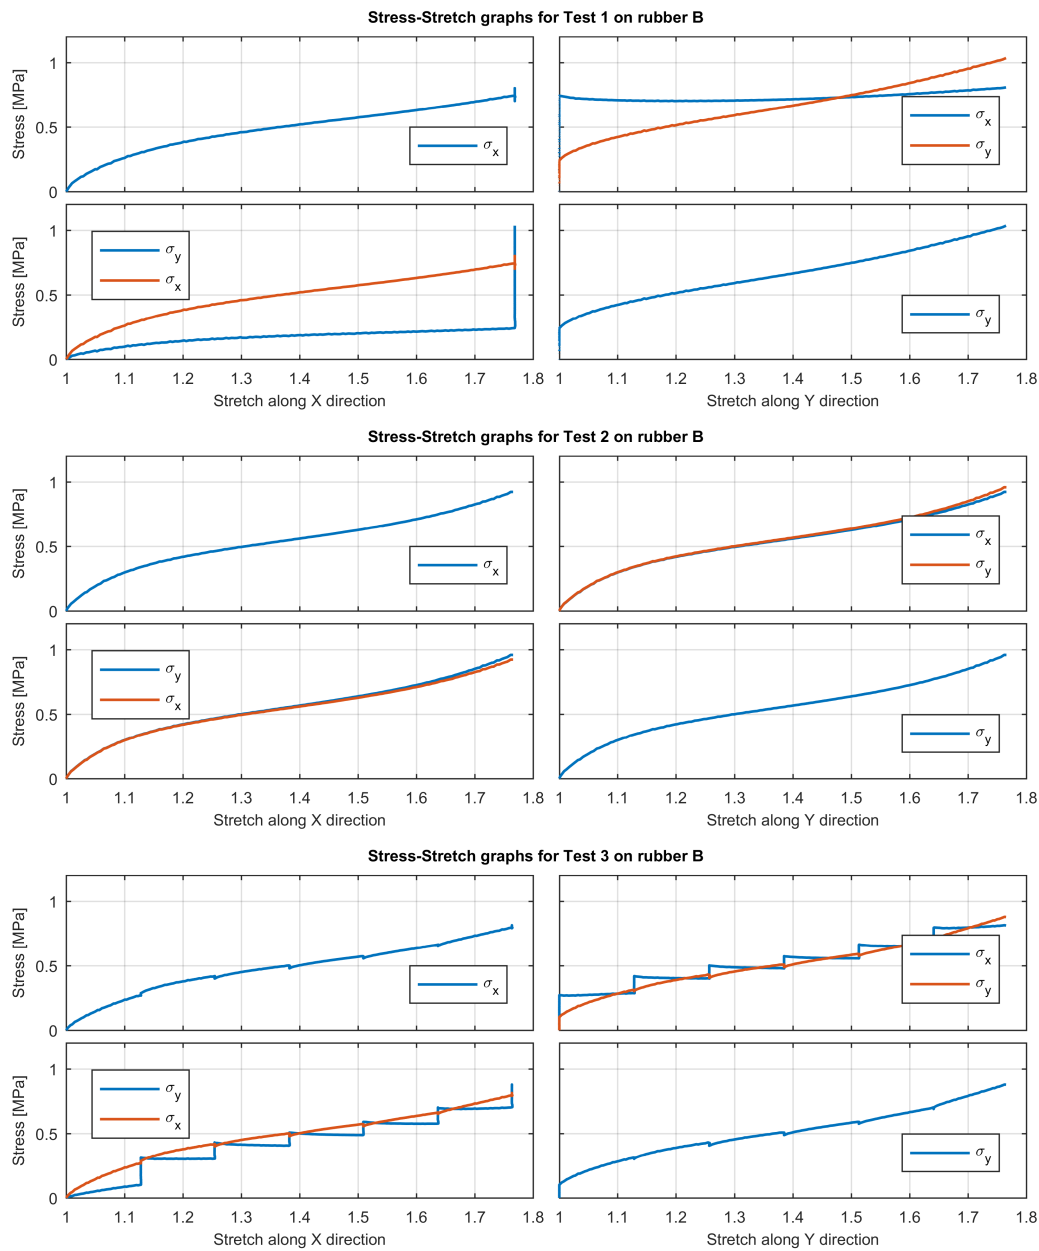 Stress-Stretch graphs for Test 1 on rubber B
Stress [MPa]
1
0.5
0
σx
σx
σy
Stress [MPa]
1
0.5
0
σy
σx
σy
1 1.1 1.2 1.3 1.4 1.5 1.6 1.7 1.8
1 1.1 1.2 1.3 1.4 1.5 1.6 1.7 1.8
Stretch along X direction
Stretch along Y direction
Stress-Stretch graphs for Test 2 on rubber B
Stress [MPa]
1
0.5
0
σx
σx
σy
Stress [MPa]
1
0.5
0
σy
σx
σy
1 1.1 1.2 1.3 1.4 1.5 1.6 1.7 1.8
1 1.1 1.2 1.3 1.4 1.5 1.6 1.7 1.8
Stretch along X direction
Stretch along Y direction
Stress-Stretch graphs for Test 3 on rubber B
Stress [MPa]
1
0.5
0
σx
σx
σy
Stress [MPa]
1
0.5
0
σy
σx
σy
1 1.1 1.2 1.3 1.4 1.5 1.6 1.7 1.8
1 1.1 1.2 1.3 1.4 1.5 1.6 1.7 1.8
Stretch along X direction
Stretch along Y direction